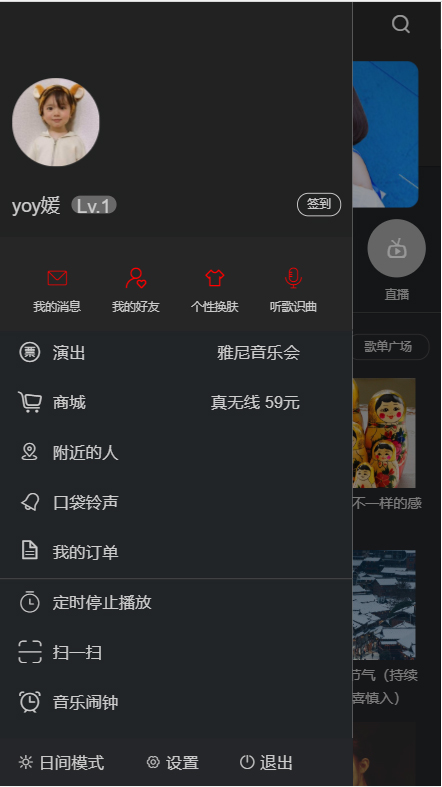 yoy媛 Lv.1 签到
直播
我的消息 我的好友 个性换肤 听歌识曲
演出 雅尼音乐会
歌单广场
商城 真无线 59元
附近的人
口袋铃声
不一样的感
我的订单
定时停止播放
扫一扫
节气（持续
音乐闹钟
喜慎入）
日间模式 设置 退出